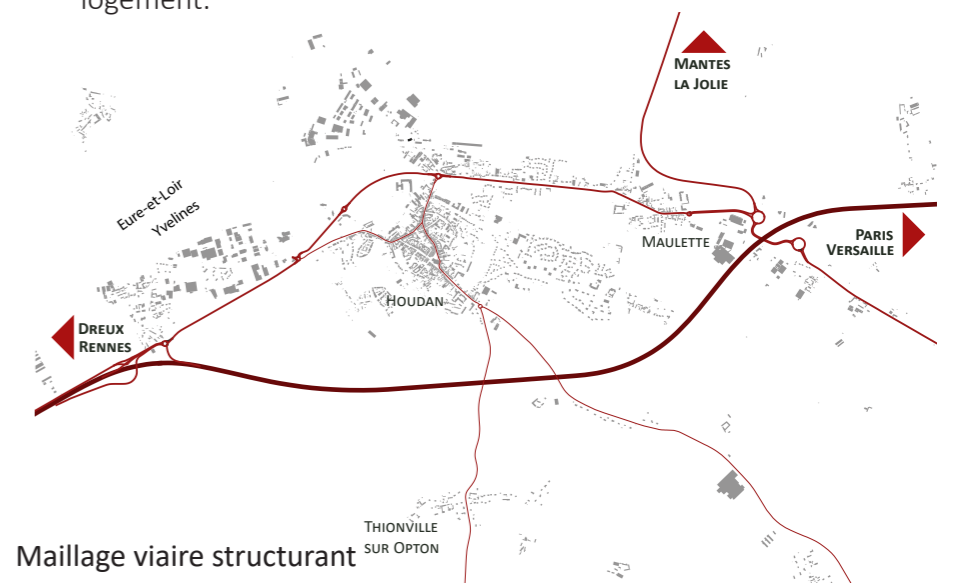 logement.
MANTES
LA JOLIE
Eure-et-Loir
Yvelines
PARIS
VERSAILLE
MAULETTE
HOUDAN
DREUX
RENNES
THIONVILLE
SUR OPTON
Maillage viaire structurant